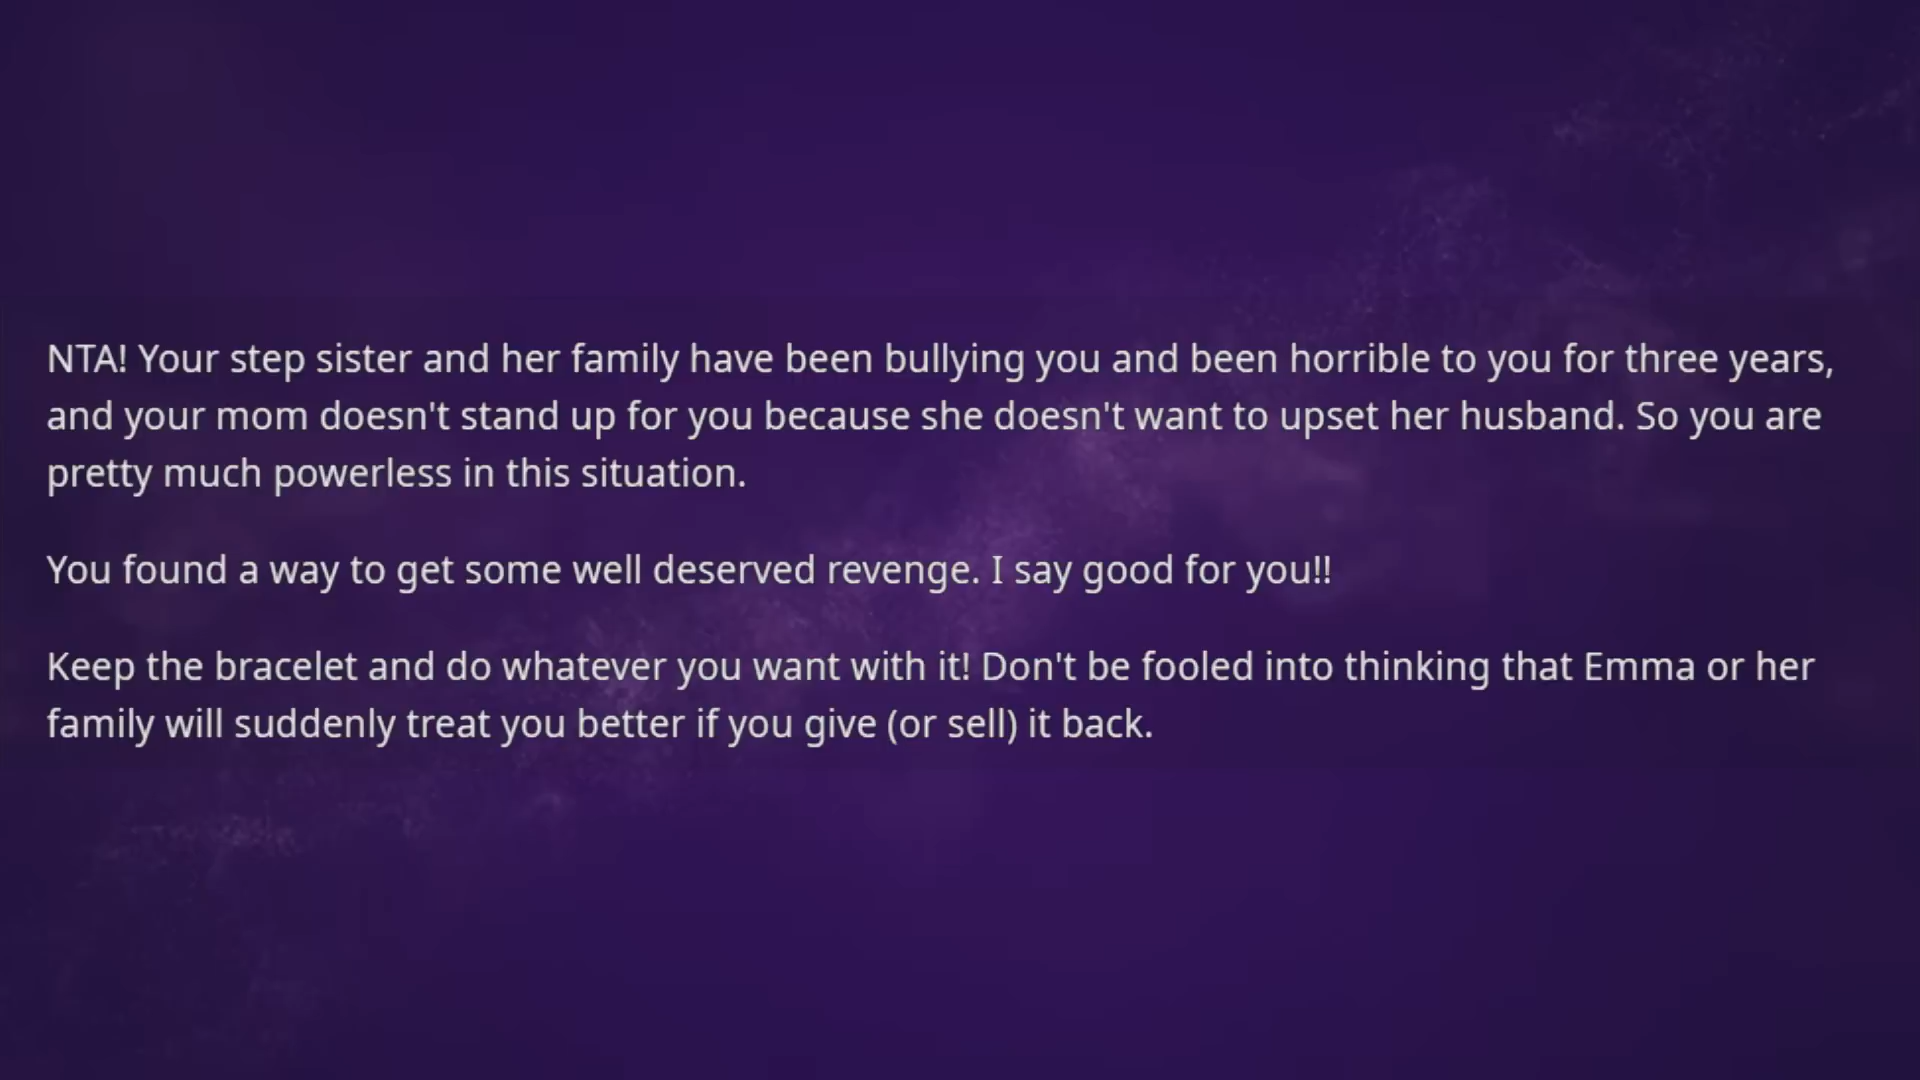 NTA! Your step sister and her family have been bullying you and been horrible to you for three years,
and your mom doesn't stand up for you because she doesn't want to upset her husband. So you are
pretty much powerless in this situation.
You found a way to get some well deserved revenge. I say good for you!!
Keep the bracelet and do whatever you want with it! Don't be fooled into thinking that Emma or her
family will suddenly treat you better if you give (or sell) it back.